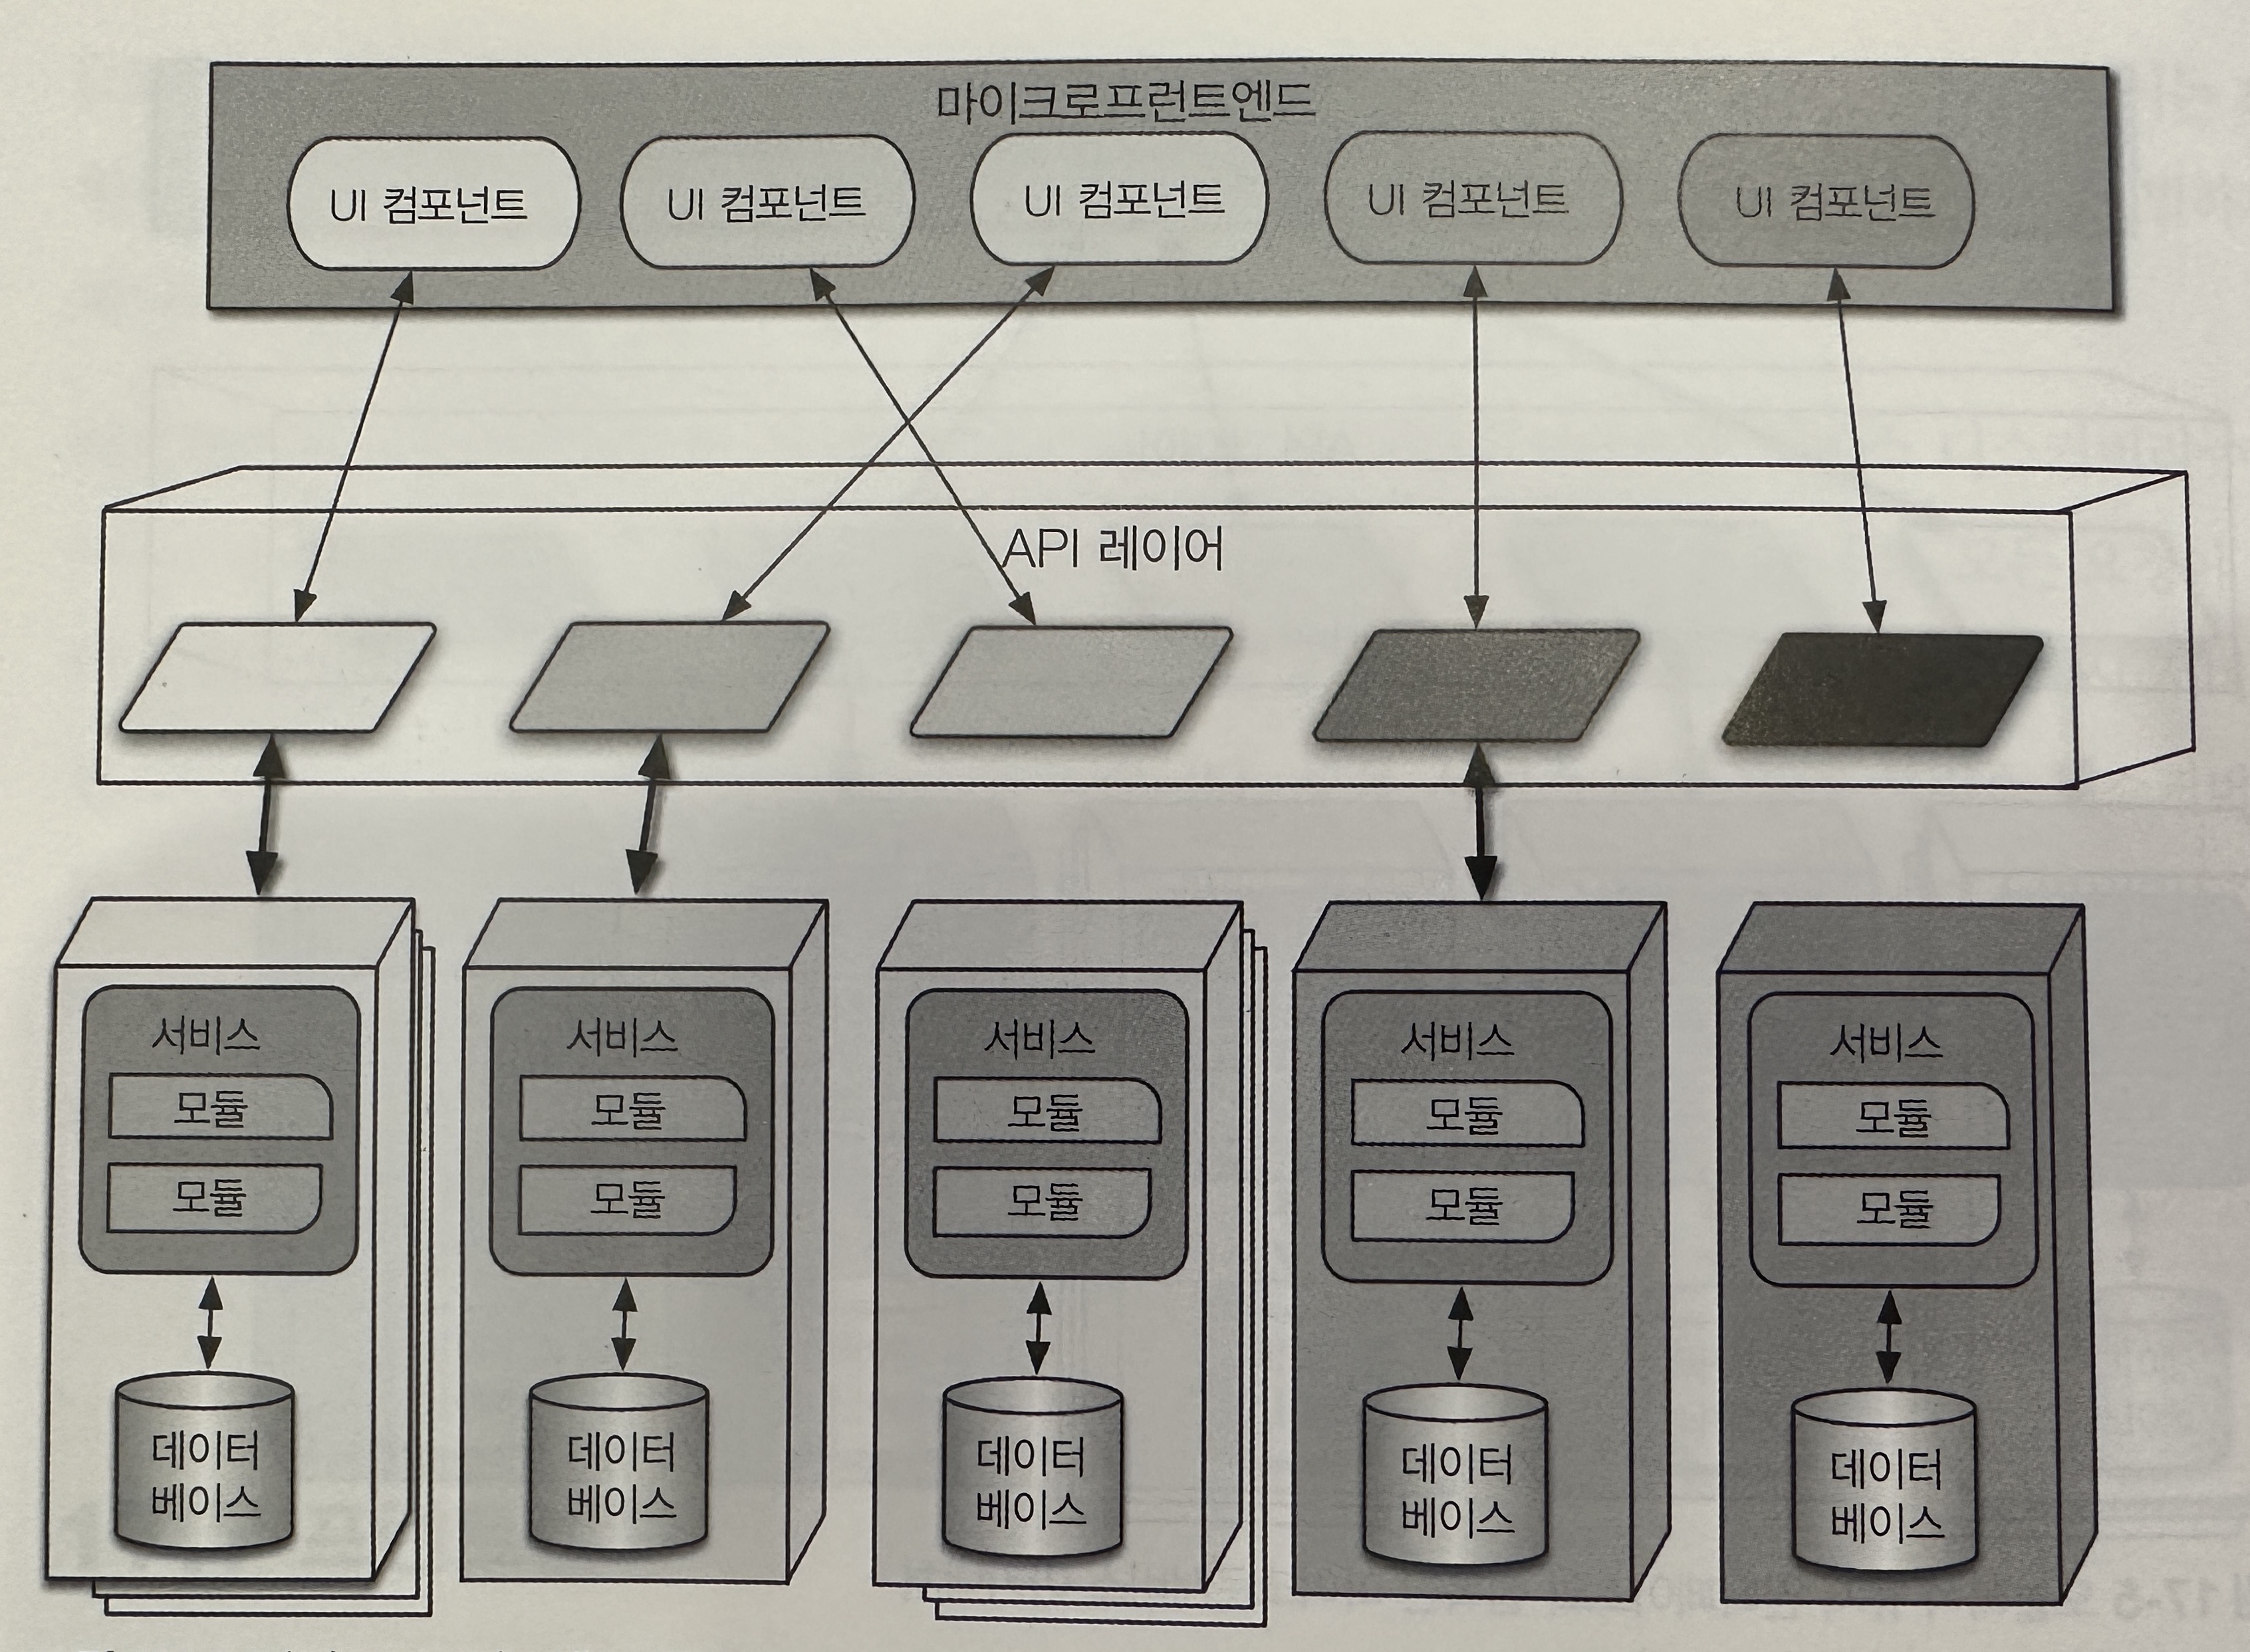 마이크로프런트엔드
UI 컴포넌트
UI 컴포넌트
UI 컴포넌트
UI 컴포넌트
UI 컴포넌트
API 레이어
서비스
모듈
모듈
데이터
베이스
서비스
모듈
모듈
데이터
베이스
서비스
모듈
모듈
데이터
베이스
서비스
모듈
모듈
데이터
베이스
서비스
모듈
모듈
데이터
베이스